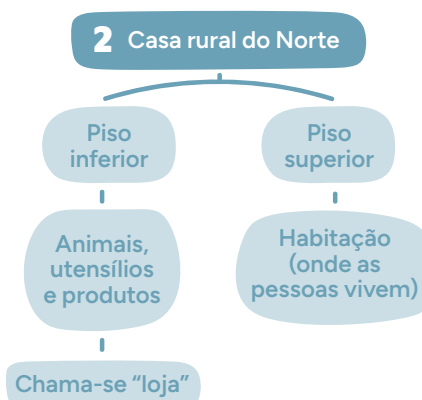 2 Casa rural do Norte
Piso
inferior
Piso
superior
Animais,
utensílios
e produtos
Habitação
(onde as
pessoas vivem)
Chama-se “loja”